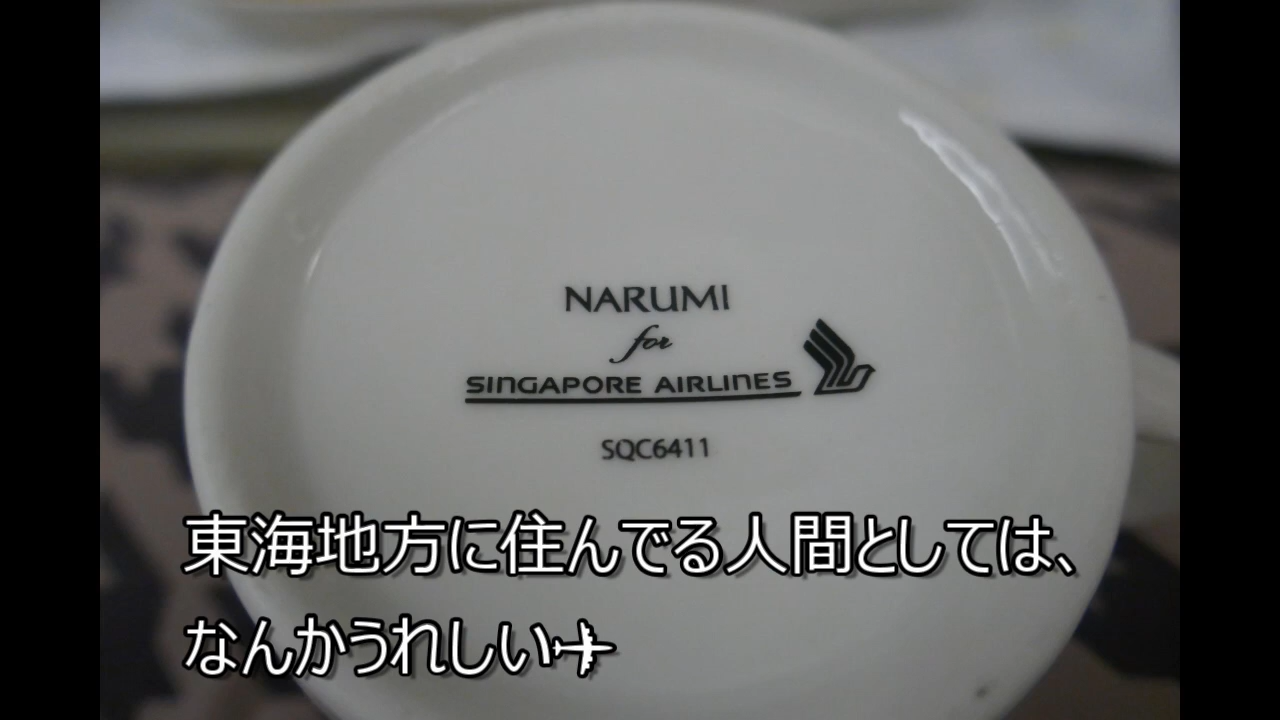 NARUMI
for
SINGAPORE AIRLINES
SQC6411
東海地方に住んでる人間としては、
なんかうれしい✈